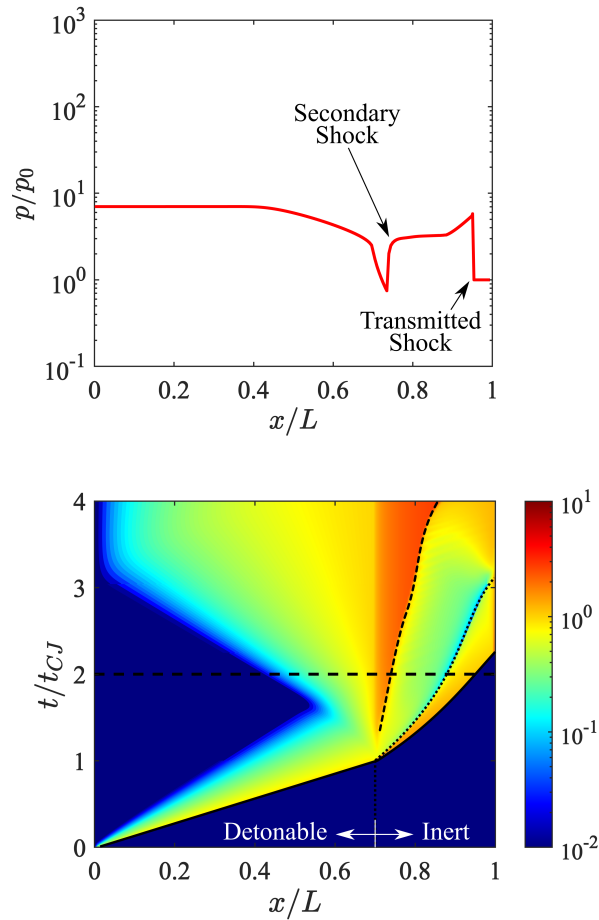 10^3
10^2
10^1
10^0
10^-1
p/p_0
Secondary
Shock
Transmitted
Shock
0 0.2 0.4 0.6 0.8 1
x/L
4
3
2
1
0
t/t_CJ
Detonable Inert
0 0.2 0.4 0.6 0.8 1
x/L
10^1
10^0
10^-1
10^-2